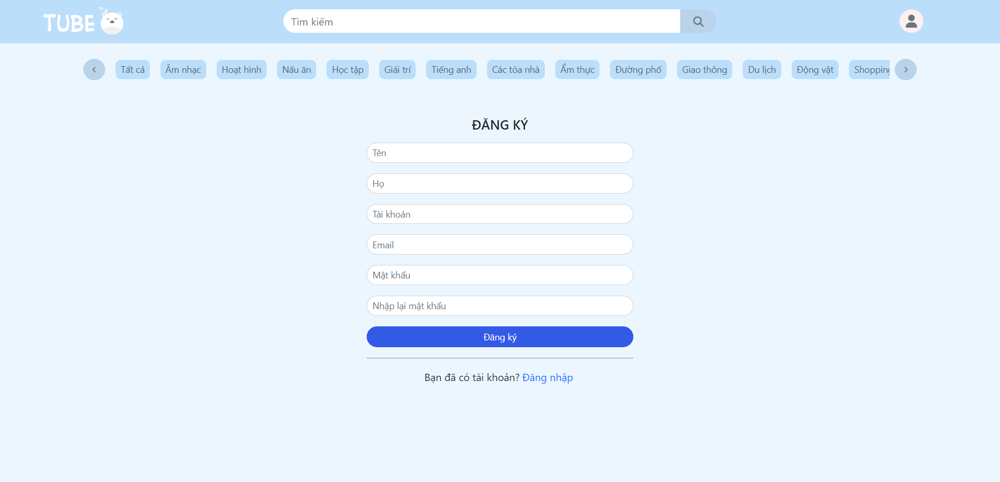 TUBE
Tìm kiếm
Tất cả Âm nhạc Hoạt hình Nấu ăn Học tập Giải trí Tiếng anh Các tòa nhà Ẩm thực Đường phố Giao thông Du lịch Động vật Shopping
ĐĂNG KÝ
Tên
Họ
Tài khoản
Email
Mật khẩu
Nhập lại mật khẩu
Đăng ký
Bạn đã có tài khoản? Đăng nhập